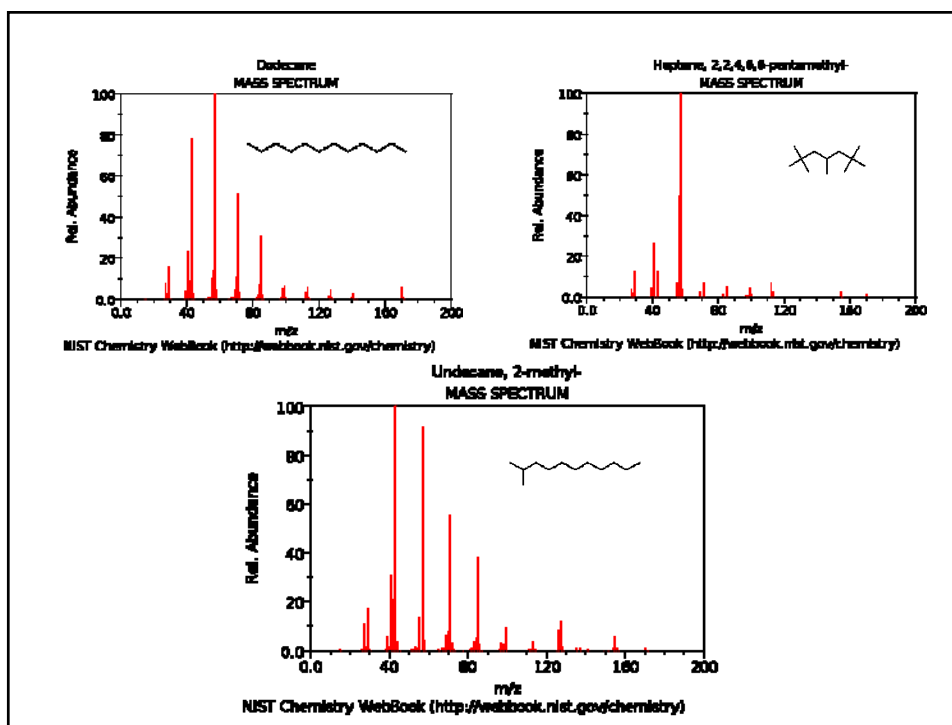 Dodecane
MASS SPECTRUM
100
80
60
40
20
0.0
0.0
40
80
120
160
200
Rel. Abundance
m/z
NIST Chemistry WebBook (http://webbook.nist.gov/chemistry)
Heptane, 2,2,4,6,6-pentamethyl-
MASS SPECTRUM
100
80
60
40
20
0.0
0.0
40
80
120
160
200
Rel. Abundance
m/z
NIST Chemistry WebBook (http://webbook.nist.gov/chemistry)
Undecane, 2-methyl-
MASS SPECTRUM
100
80
60
40
20
0.0
0.0
40
80
120
160
200
Rel. Abundance
m/z
NIST Chemistry WebBook (http://webbook.nist.gov/chemistry)